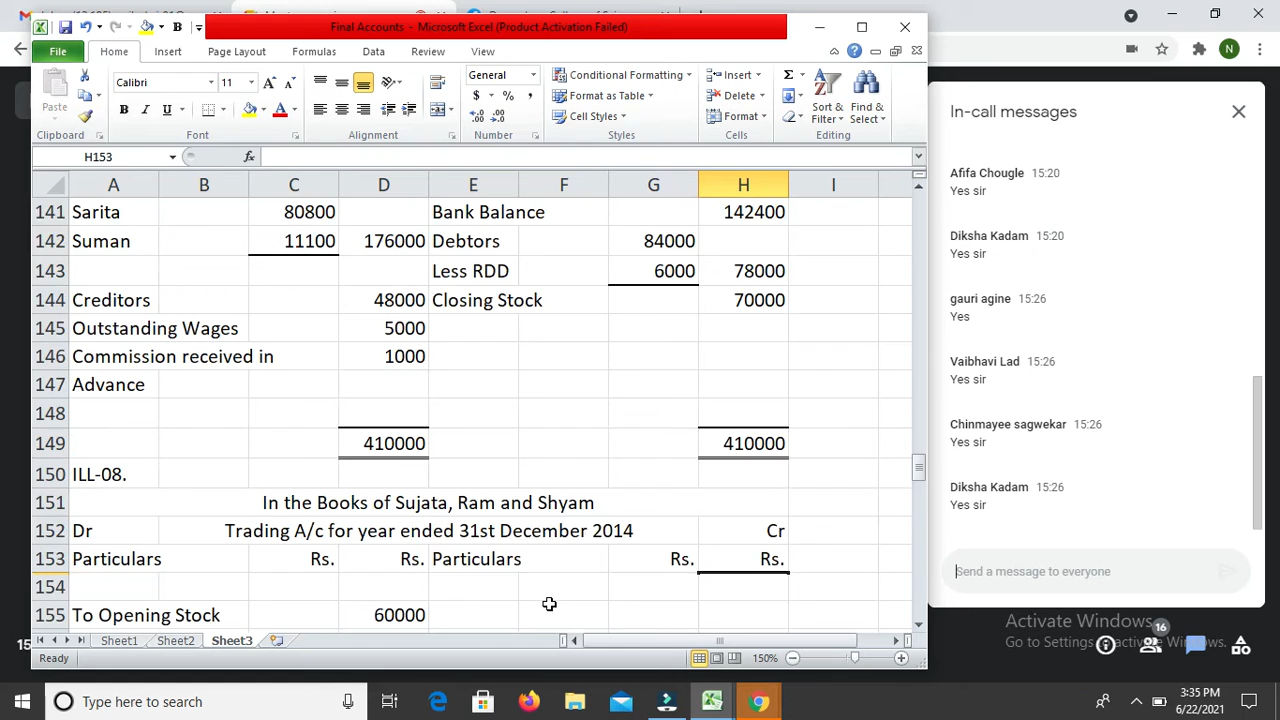 Final Accounts - Microsoft Excel (Product Activation Failed)
File Home Insert Page Layout Formulas Data Review View
Paste
Calibri 11
B I U
General
$ % ,
Conditional Formatting
Format as Table
Cell Styles
Insert
Delete
Format
Sort & Filter
Find & Select
Clipboard Font Alignment Number Styles Cells Editing
H153 fx
A B C D E F G H I
141 Sarita 80800 Bank Balance 142400
142 Suman 11100 176000 Debtors 84000
143 Less RDD 6000 78000
144 Creditors 48000 Closing Stock 70000
145 Outstanding Wages 5000
146 Commission received in 1000
147 Advance
148
149 410000 410000
150 ILL-08.
151 In the Books of Sujata, Ram and Shyam
152 Dr Trading A/c for year ended 31st December 2014 Cr
153 Particulars Rs. Rs. Particulars Rs. Rs.
154
155 To Opening Stock 60000
Sheet1 Sheet2 Sheet3
Ready 150%
N
In-call messages
Afifa Chougle 15:20
Yes sir
Diksha Kadam 15:20
Yes sir
gauri agine 15:26
Yes
Vaibhavi Lad 15:26
Yes sir
Chinmayee sagwekar 15:26
Yes sir
Diksha Kadam 15:26
Yes sir
Send a message to everyone
Activate Windows
Go to Settings to activate Windows.
16
15
Type here to search
3:35 PM
6/22/2021